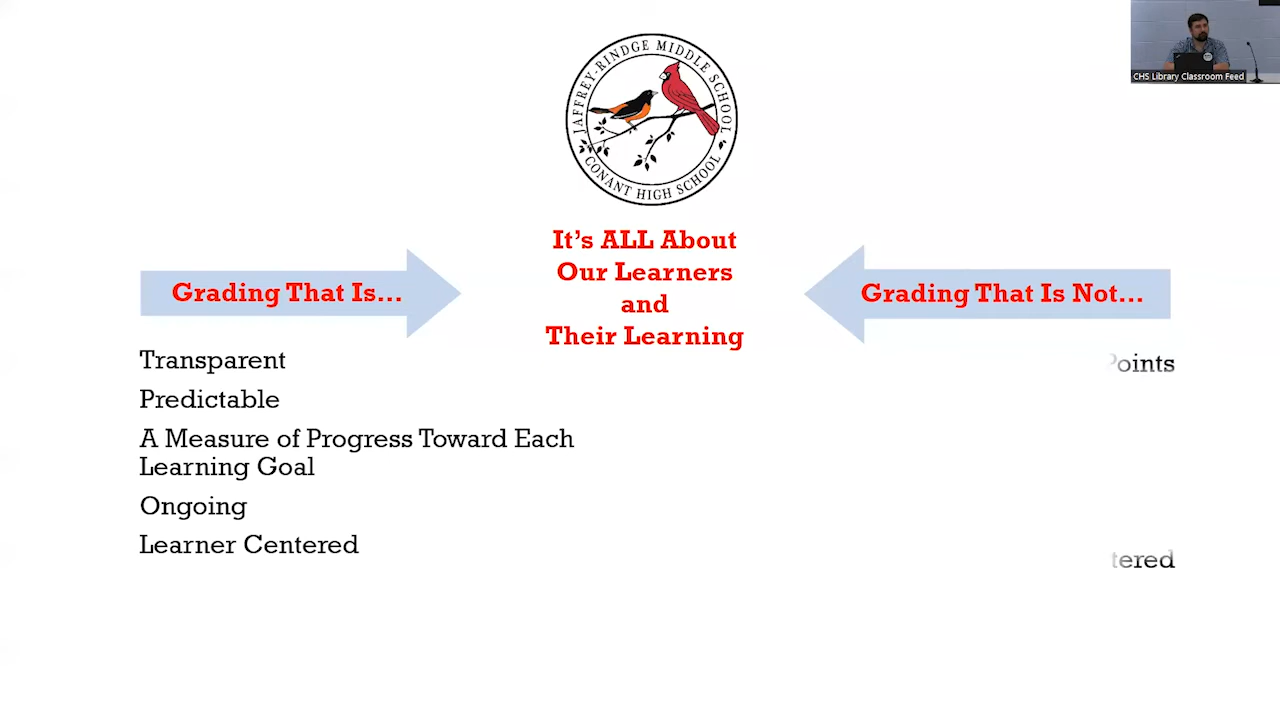 JAFFREY-RINDGE MIDDLE SCHOOL
CONANT HIGH SCHOOL
CHS Library Classroom Feed
It's ALL About
Our Learners
and
Their Learning
Grading That Is...
Grading That Is Not...
Transparent
Predictable
A Measure of Progress Toward Each
Learning Goal
Ongoing
Learner Centered
Points
tered